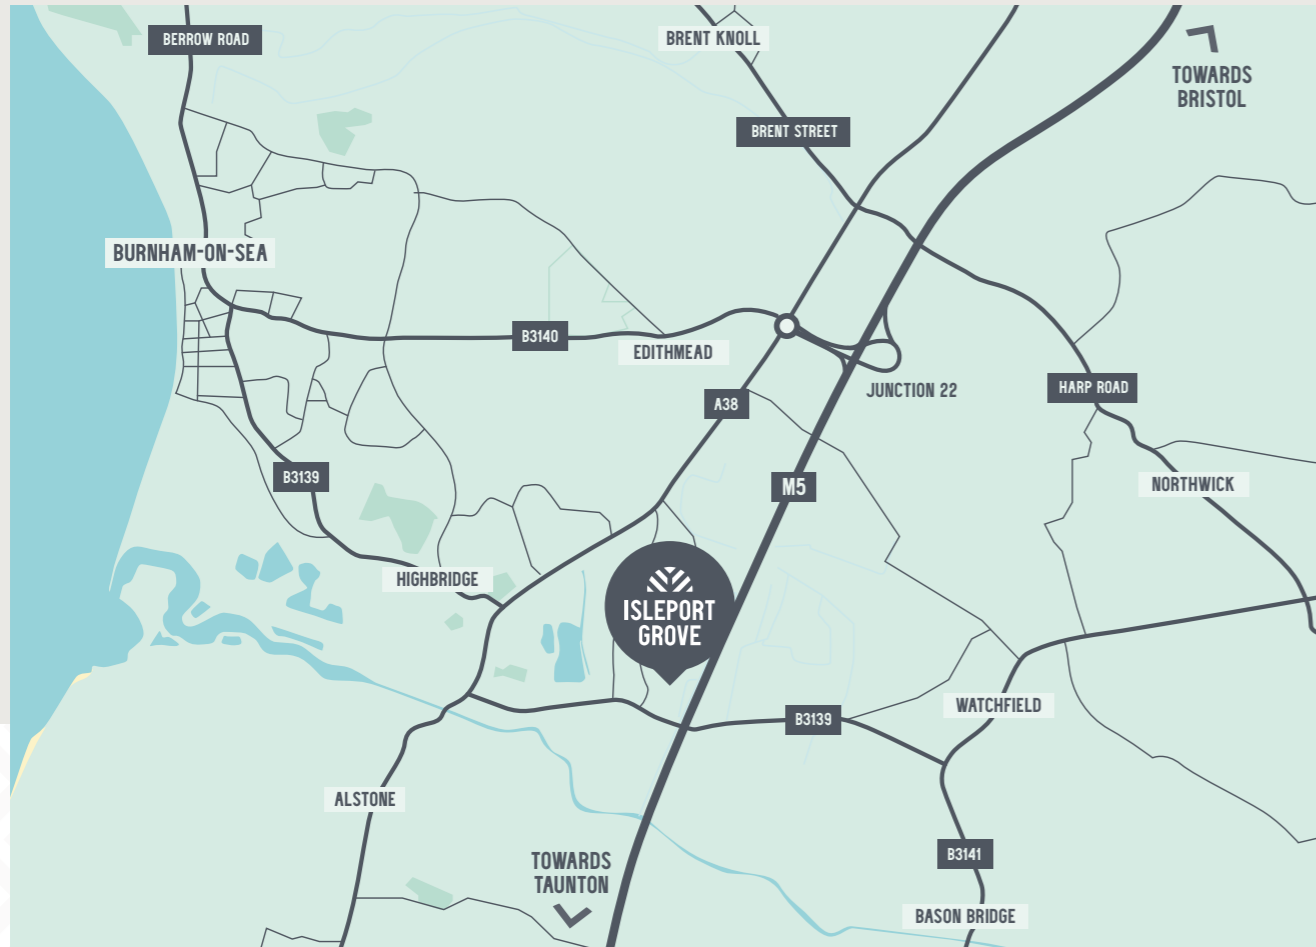 BERROW ROAD
BRENT KNOLL
TOWARDS
BRISTOL
BRENT STREET
BURNHAM-ON-SEA
B3140
EDITHMEAD
JUNCTION 22
HARP ROAD
A38
B3139
M5
NORTHWICK
HIGHBRIDGE
ISLEPORT
GROVE
WATCHFIELD
B3139
ALSTONE
TOWARDS
TAUNTON
B3141
BASON BRIDGE